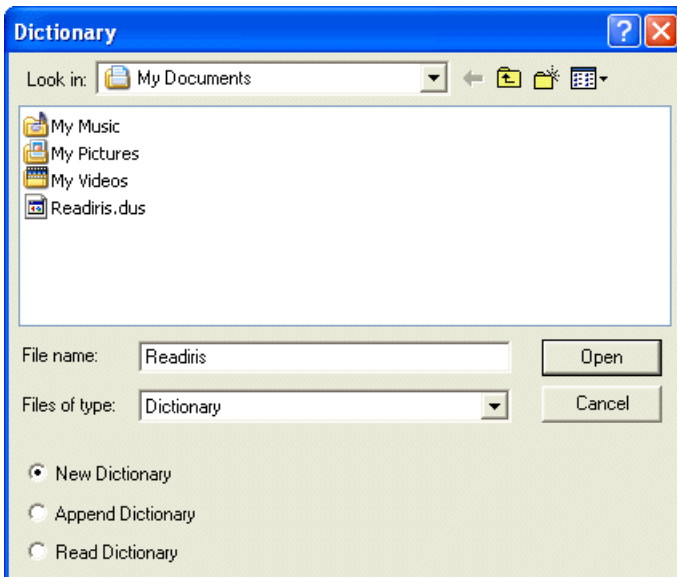 Dictionary
Look in: My Documents
My Music
My Pictures
My Videos
Readiris.dus
File name: Readiris Open
Files of type: Dictionary Cancel
New Dictionary
Append Dictionary
Read Dictionary